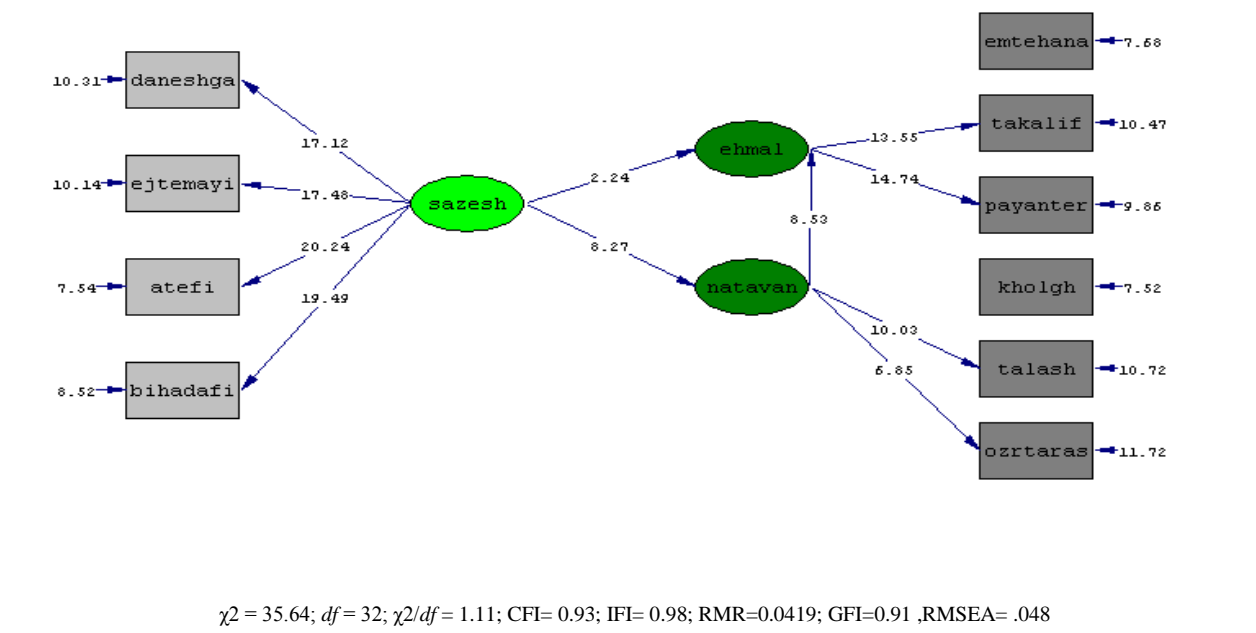 emtehana
7.68
daneshga
10.31
takalif
10.47
17.12
13.55
ehmal
2.24
14.74
ejtemayi
10.14
17.48
sazesh
payanter
9.86
8.53
20.24
8.27
atefi
7.54
natavan
kholgh
7.52
19.49
10.03
talash
10.72
6.85
bihadafi
8.52
ozrtaras
11.72
χ2 = 35.64; df = 32; χ2/df = 1.11; CFI= 0.93; IFI= 0.98; RMR=0.0419; GFI=0.91 ,RMSEA= .048